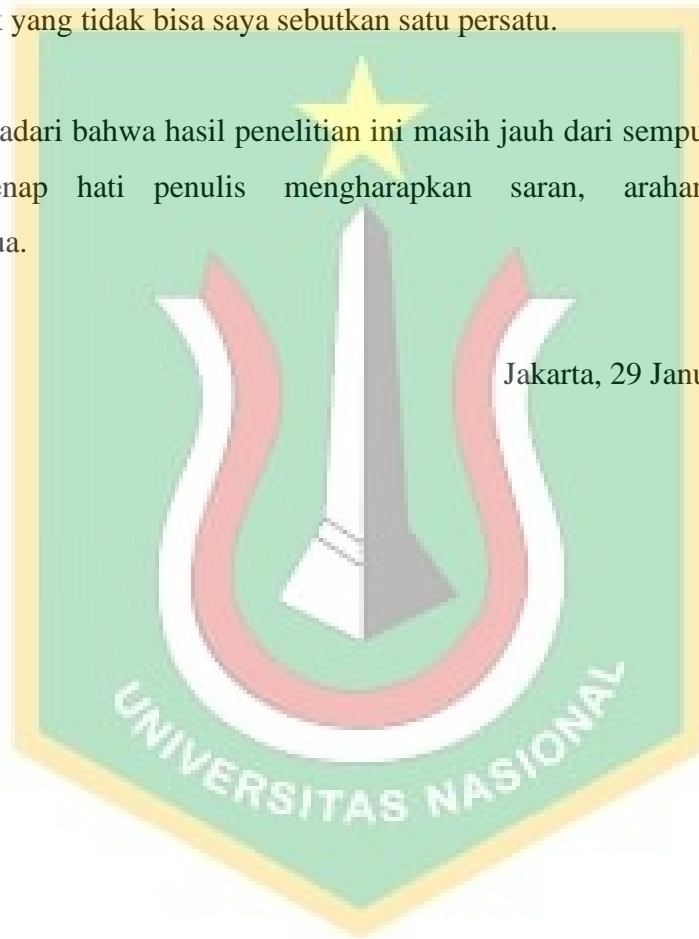 yang tidak bisa saya sebutkan satu persatu.
adari bahwa hasil penelitian ini masih jauh dari sempu
enap hati penulis mengharapkan saran, arahan
ua.
Jakarta, 29 Janu
UNIVERSITAS NASIONAL